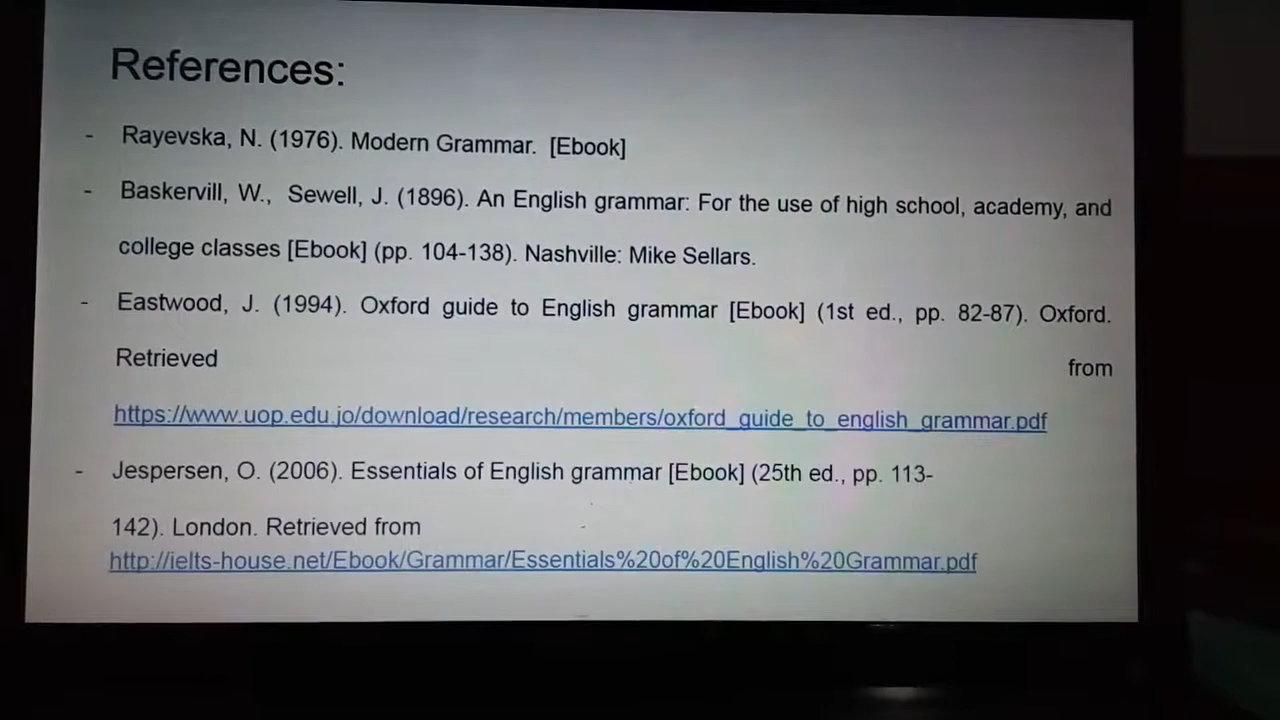 References:
- Rayevska, N. (1976). Modern Grammar. [Ebook]
- Baskervill, W., Sewell, J. (1896). An English grammar: For the use of high school, academy, and
college classes [Ebook] (pp. 104-138). Nashville: Mike Sellars.
- Eastwood, J. (1994). Oxford guide to English grammar [Ebook] (1st ed., pp. 82-87). Oxford.
Retrieved from
https://www.uop.edu.jo/download/research/members/oxford_guide_to_english_grammar.pdf
- Jespersen, O. (2006). Essentials of English grammar [Ebook] (25th ed., pp. 113-
142). London. Retrieved from
http://ielts-house.net/Ebook/Grammar/Essentials%20of%20English%20Grammar.pdf